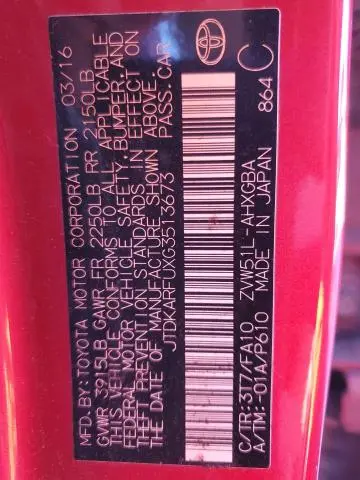 MFD.BY:TOYOTA MOTOR CORPORATION 03/16
GVWR 3915LB GAWR FR 2250LB RR 2150LB
THIS VEHICLE CONFORMS TO ALL APPLICABLE
FEDERAL MOTOR VEHICLE SAFETY, BUMPER, AND
THEFT PREVENTION STANDARDS IN EFFECT ON
THE DATE OF MANUFACTURE SHOWN ABOVE.
JTDKARFUXG3513673 PASS.CAR
C/TR:3T7/FA10 ZVW51L-AHXGBA
A/TM:-01A/P610 MADE IN JAPAN 864
C
TOYOTA